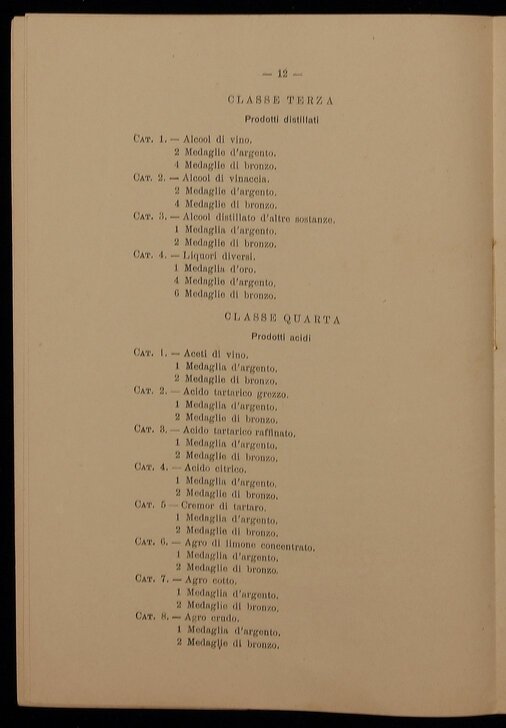 — 12 —
CLASSE TERZA
Prodotti distillati
CAT. 1. — Alcool di vino.
2 Medaglie d'argento.
4 Medaglie di bronzo.
CAT. 2. — Alcool di vinaccia.
2 Medaglie d'argento.
4 Medaglie di bronzo.
CAT. 3. — Alcool distillato d'altre sostanze.
1 Medaglia d'argento.
2 Medaglie di bronzo.
CAT. 4. — Liquori diversi.
1 Medaglia d'oro.
4 Medaglie d'argento.
6 Medaglie di bronzo.
CLASSE QUARTA
Prodotti acidi
CAT. 1. — Aceti di vino.
1 Medaglia d'argento.
2 Medaglie di bronzo.
CAT. 2. — Acido tartarico grezzo.
1 Medaglia d'argento.
2 Medaglie di bronzo.
CAT. 3. — Acido tartarico raffinato.
1 Medaglia d'argento.
2 Medaglie di bronzo.
CAT. 4. — Acido citrico.
1 Medaglia d'argento.
2 Medaglie di bronzo.
CAT. 5 — Cremor di tartaro.
1 Medaglia d'argento.
2 Medaglie di bronzo.
CAT. 6. — Agro di limone concentrato.
1 Medaglia d'argento.
2 Medaglie di bronzo.
CAT. 7. — Agro cotto.
1 Medaglia d'argento.
2 Medaglie di bronzo.
CAT. 8. — Agro crudo.
1 Medaglia d'argento.
2 Medaglie di bronzo.